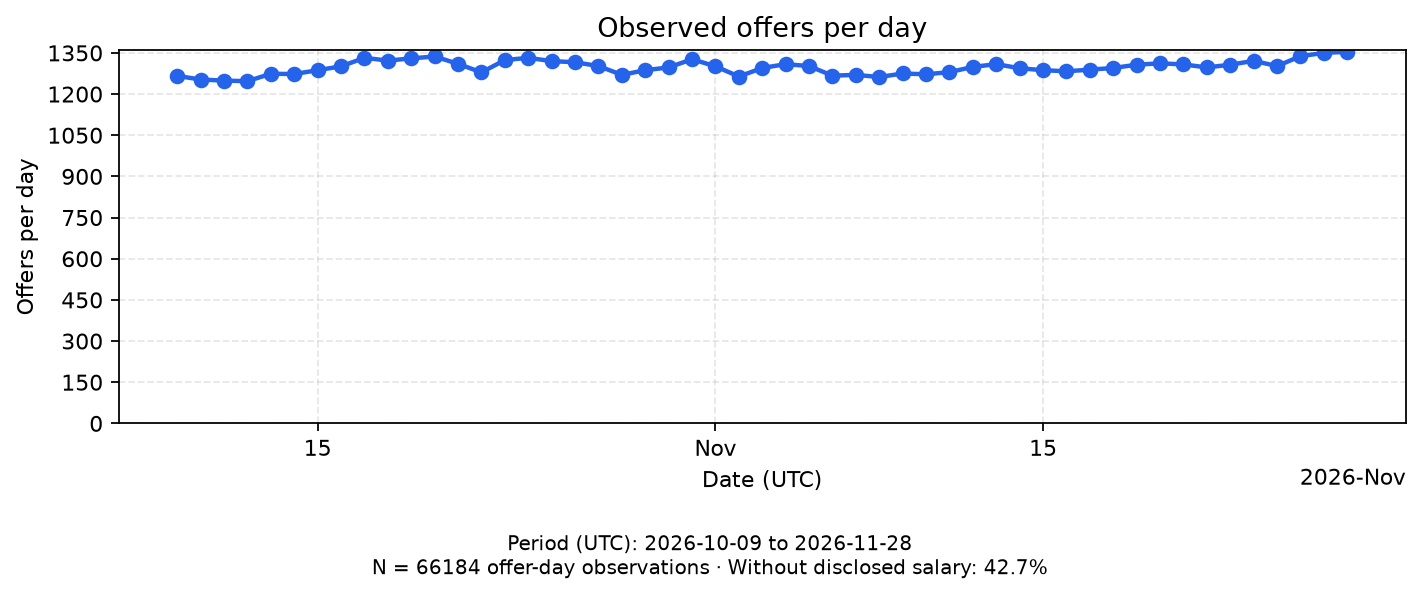 Observed offers per day
1350
1200
1050
900
750
600
450
300
150
0
Offers per day
15
Nov
15
Date (UTC)
2026-Nov
Period (UTC): 2026-10-09 to 2026-11-28
N = 66184 offer-day observations · Without disclosed salary: 42.7%